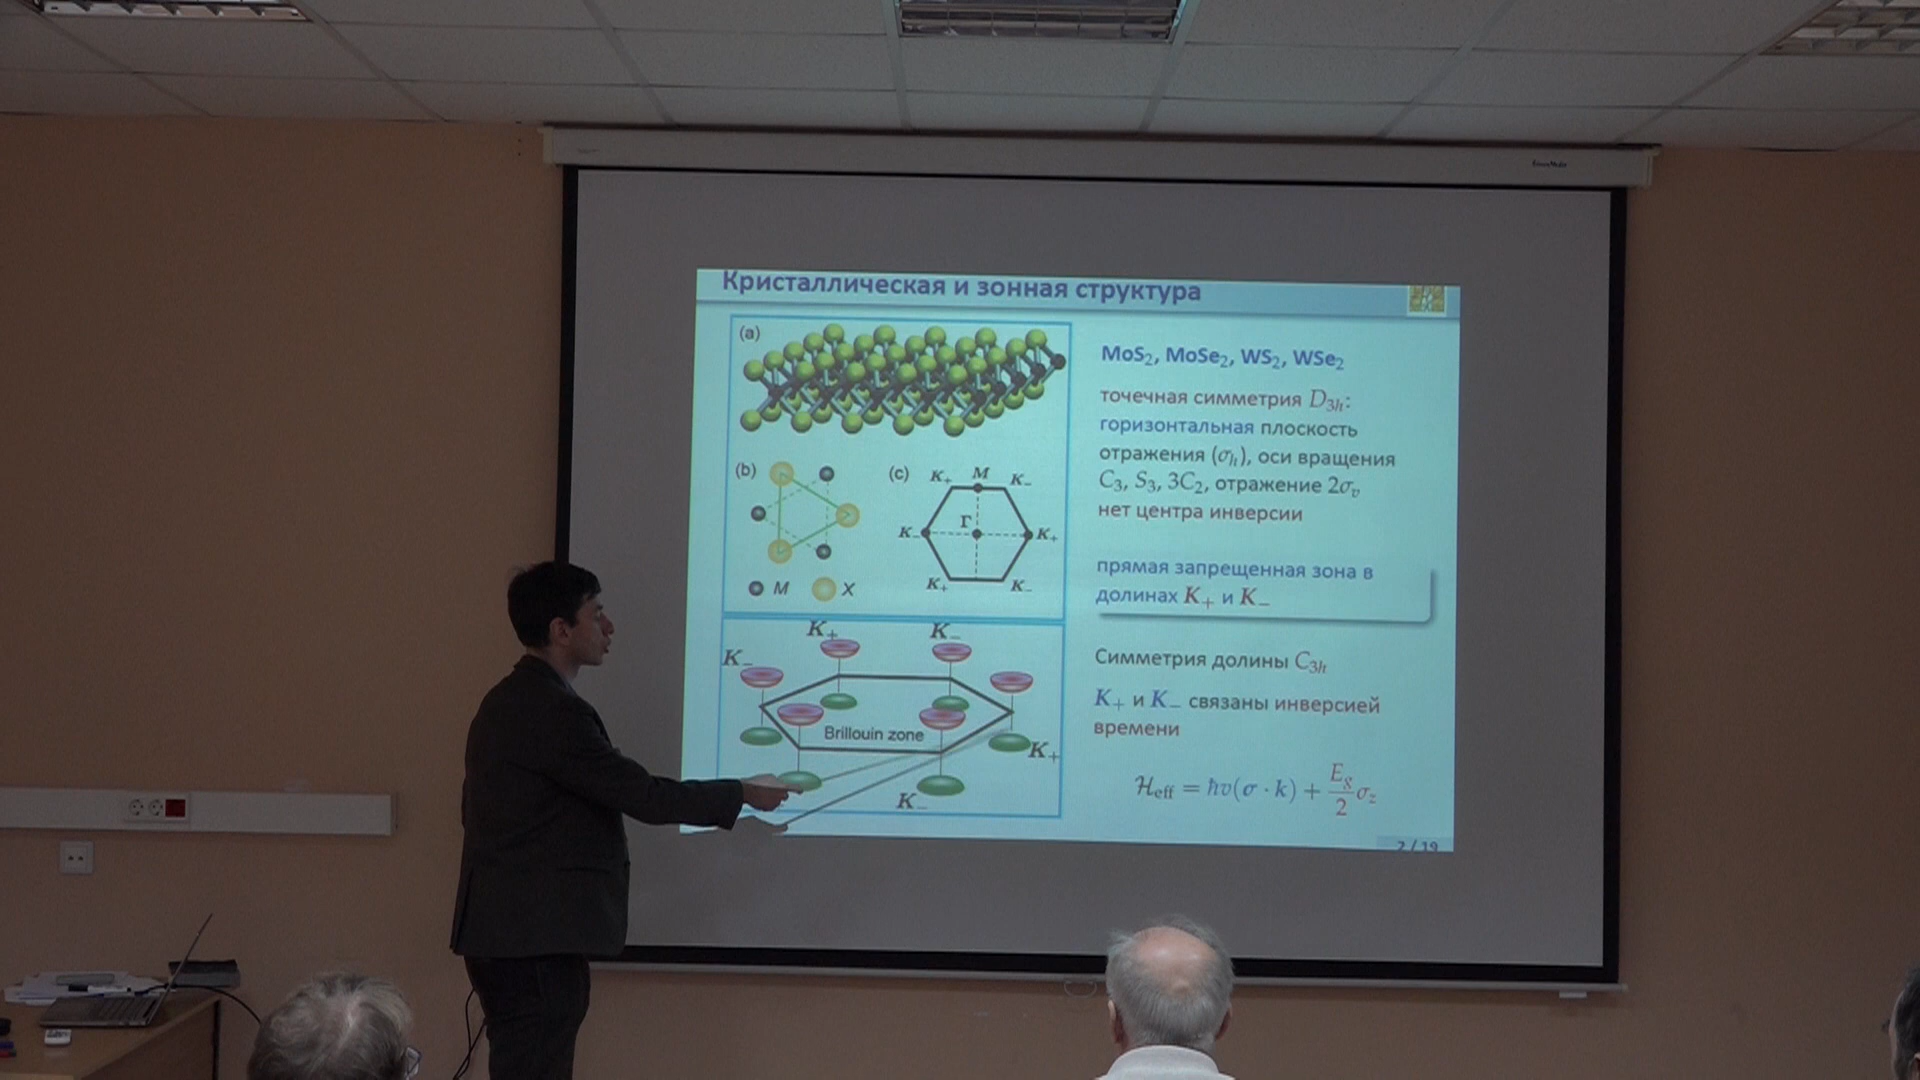 Кристаллическая и зонная структура
(a)
MoS₂, MoSe₂, WS₂, WSe₂
точечная симметрия D₃ₕ:
горизонтальная плоскость
отражения (σₕ), оси вращения
C₃, S₃, 3C₂, отражение 2σᵥ
нет центра инверсии
(b)
(c)
K₊ M K₋
K₋ Γ K₊
K₊ K₋
M X
прямая запрещенная зона в
долинах K₊ и K₋
K₊ K₋
K₋
Brillouin zone
K₊
K₋
Симметрия долины C₃ₕ
K₊ и K₋ связаны инверсией
времени
ℋeff = ħv(σ · k) + Eg/2 σz
2 / 19